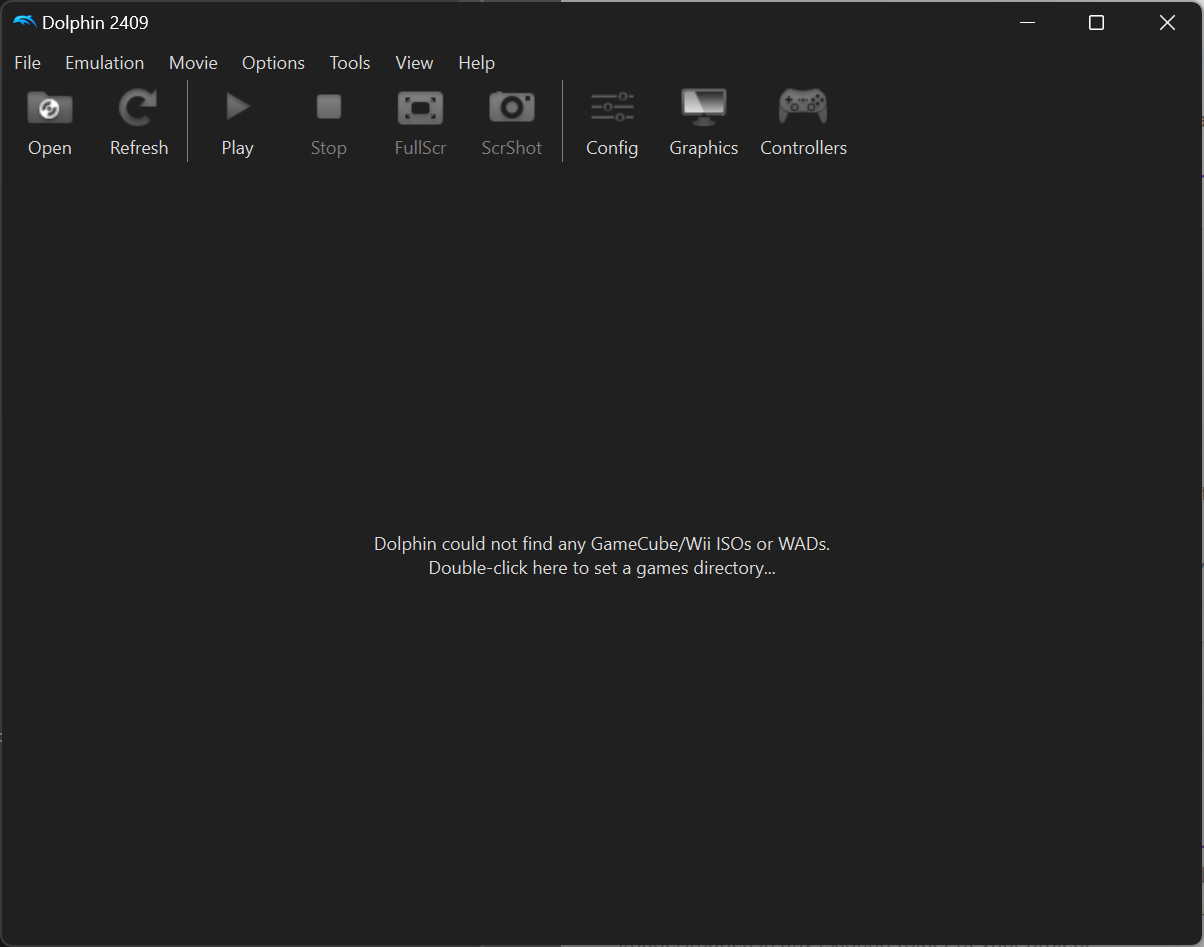 Dolphin 2409
File Emulation Movie Options Tools View Help
Open Refresh Play Stop FullScr ScrShot Config Graphics Controllers
Dolphin could not find any GameCube/Wii ISOs or WADs.
Double-click here to set a games directory...